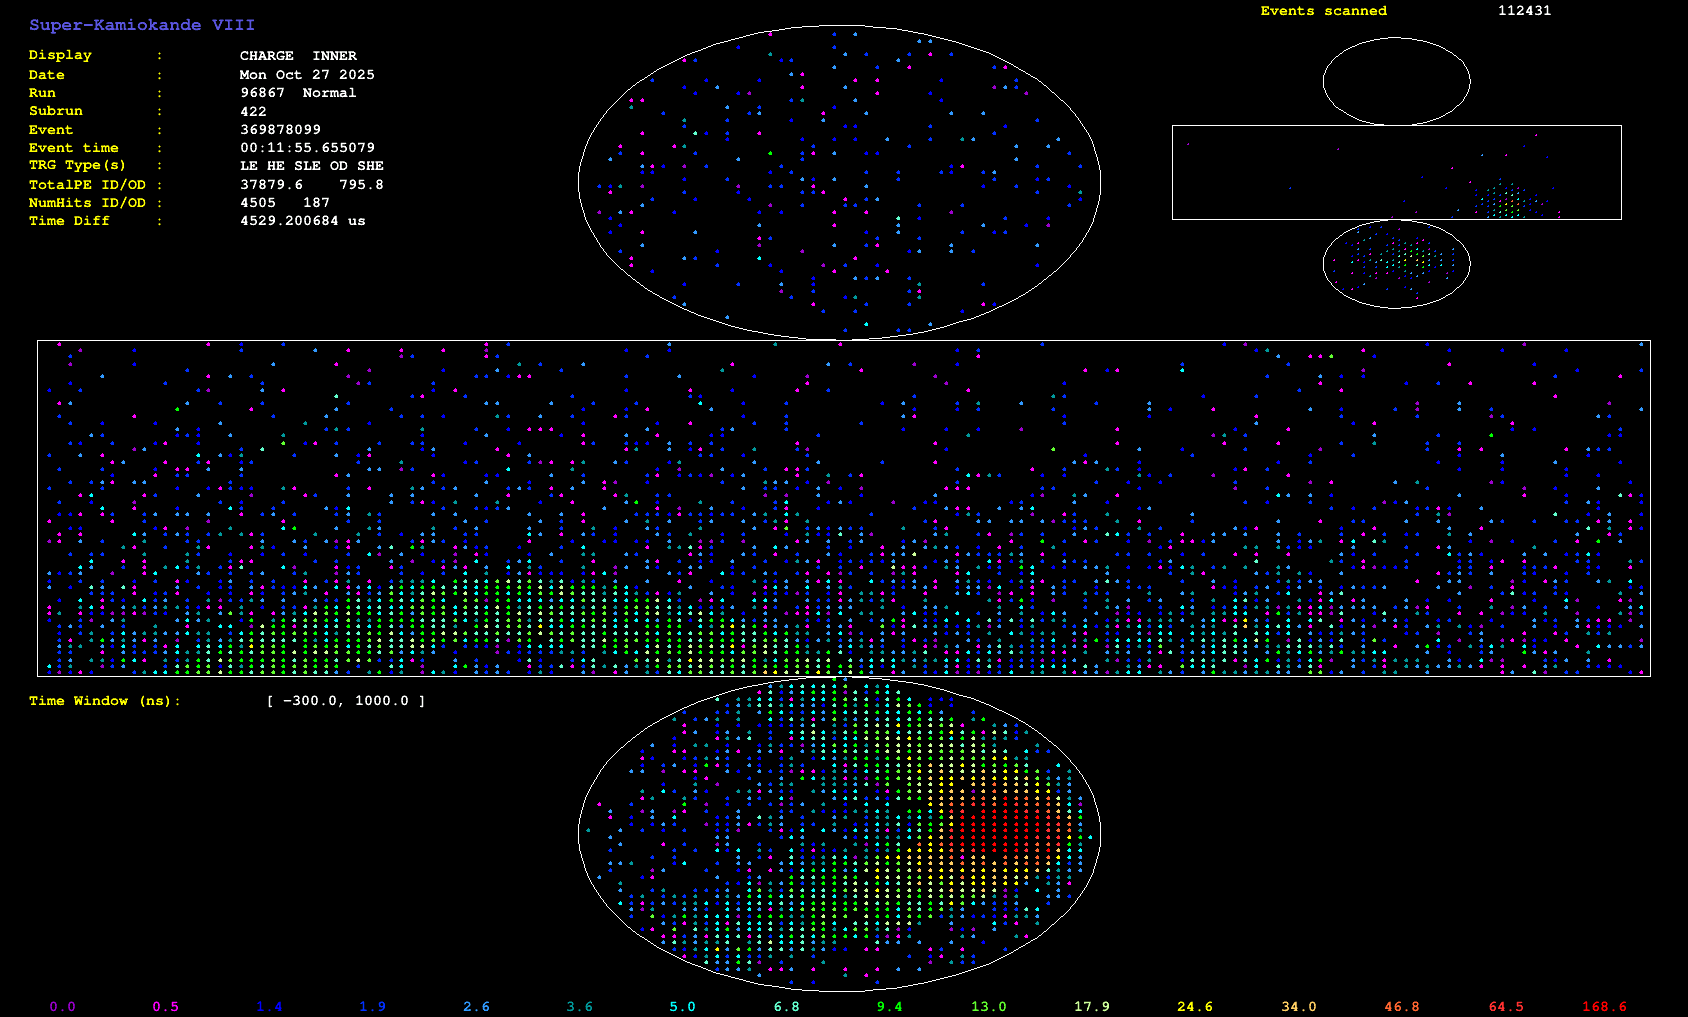 Super-Kamiokande VIII
Events scanned 112431
Display : CHARGE INNER
Date : Mon Oct 27 2025
Run : 96867 Normal
Subrun : 422
Event : 369878099
Event time : 00:11:55.655079
TRG Type(s) : LE HE SLE OD SHE
TotalPE ID/OD : 37879.6 795.8
NumHits ID/OD : 4505 187
Time Diff : 4529.200684 us
Time Window (ns): [ -300.0, 1000.0 ]
0.0 0.5 1.4 1.9 2.6 3.6 5.0 6.8 9.4 13.0 17.9 24.6 34.0 46.8 64.5 168.6